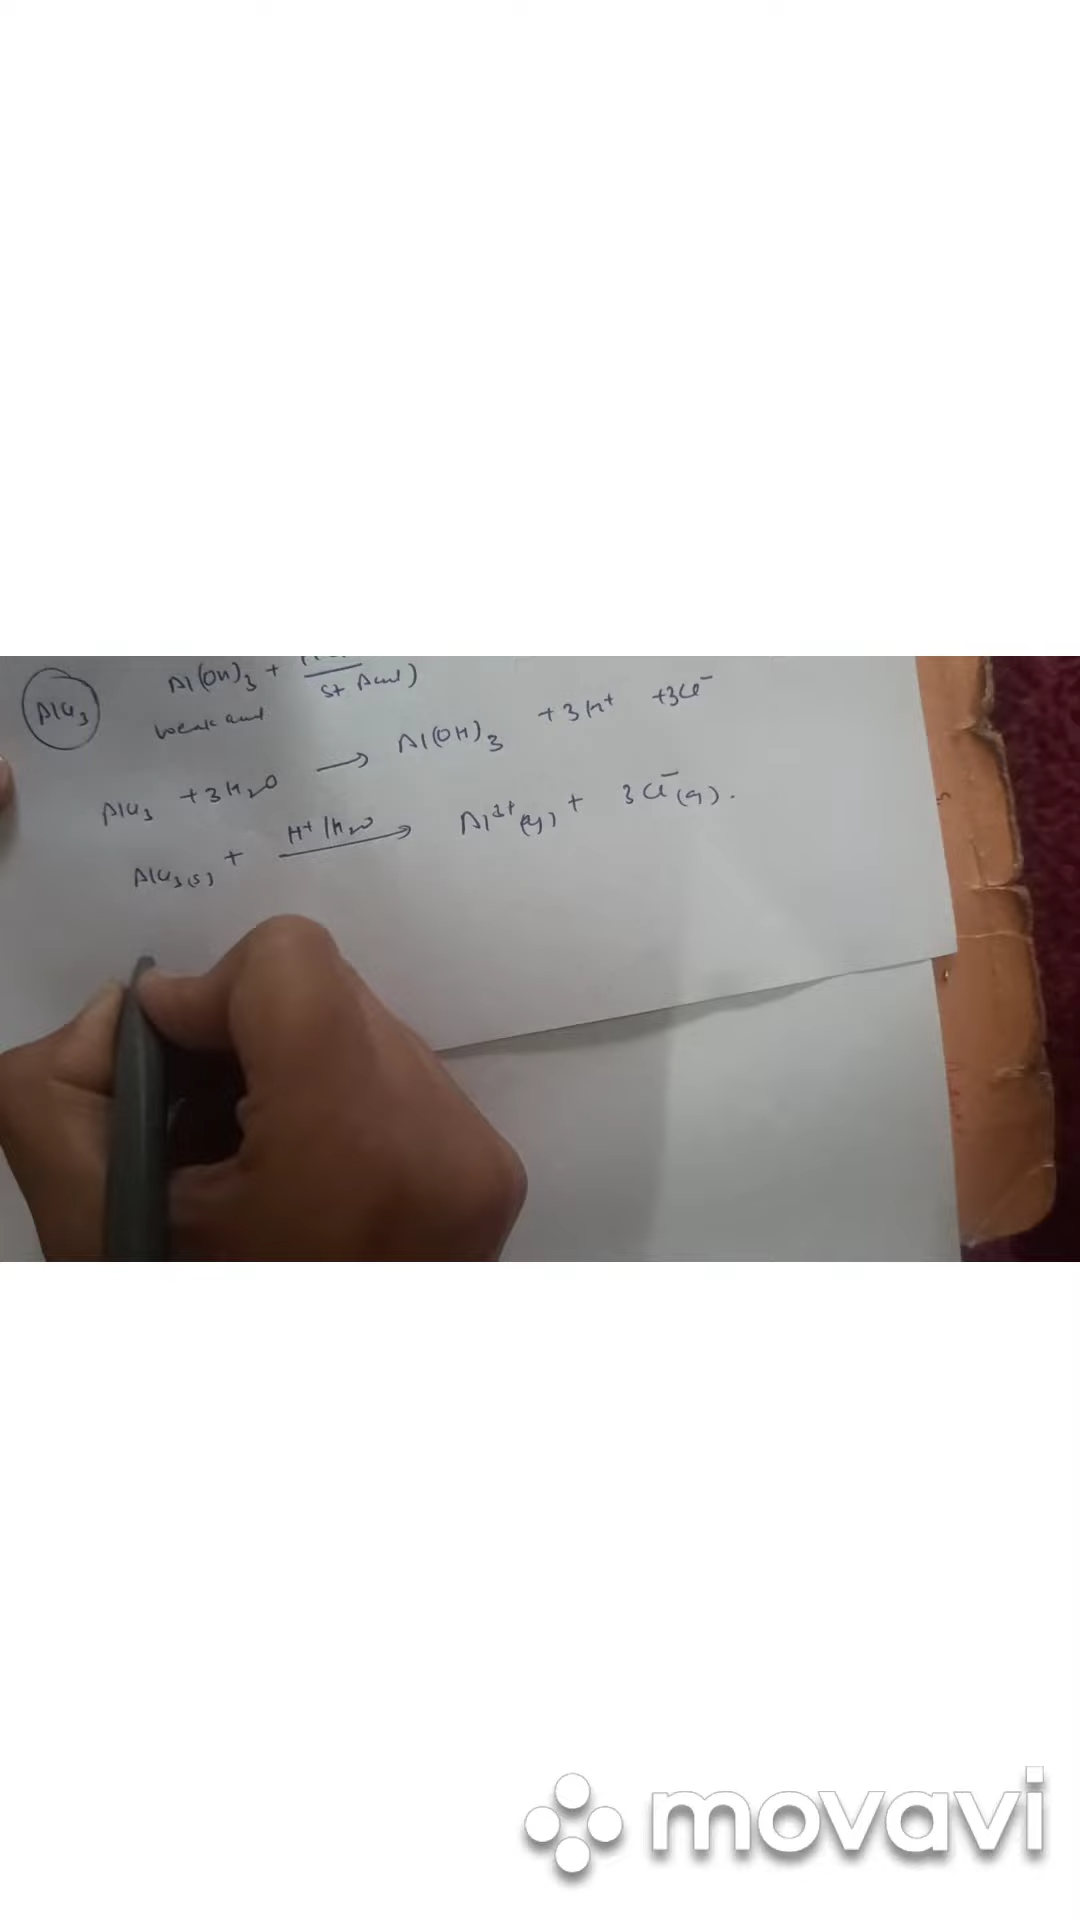 AlCl3
Al(OH)3 +
St Acid)
weak and
AlCl3 + 3H2O → Al(OH)3 + 3H+ + 3Cl-
AlCl3(s) + H+/H2O → Al3+(aq) + 3Cl-(aq).
movavi